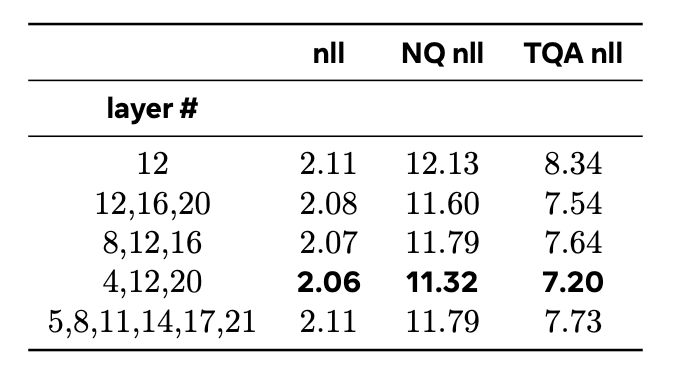 nll NQ nll TQA nll
layer #
12 2.11 12.13 8.34
12,16,20 2.08 11.60 7.54
8,12,16 2.07 11.79 7.64
4,12,20 2.06 11.32 7.20
5,8,11,14,17,21 2.11 11.79 7.73